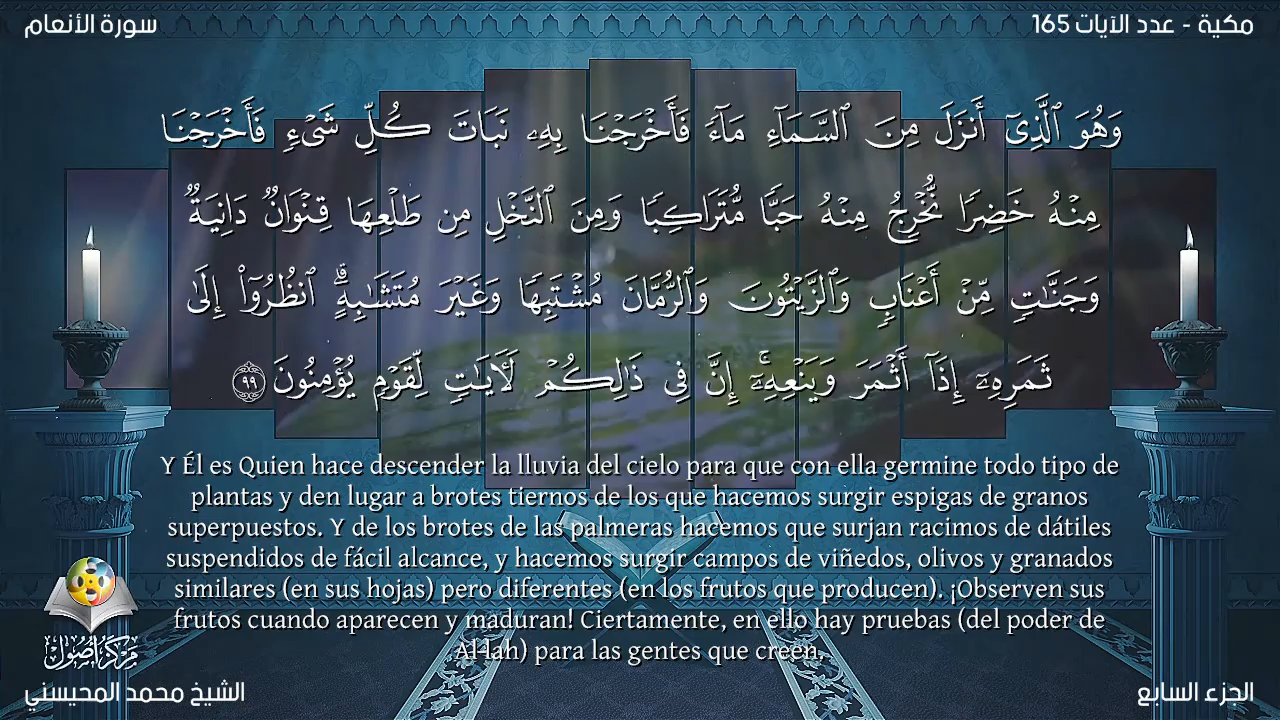 سورة الأنعام
مكية - عدد الآيات 165
وَهُوَ ٱلَّذِىٓ أَنزَلَ مِنَ ٱلسَّمَآءِ مَآءً فَأَخْرَجْنَا بِهِۦ نَبَاتَ كُلِّ شَىْءٍ فَأَخْرَجْنَا
مِنْهُ خَضِرًا نُّخْرِجُ مِنْهُ حَبًّا مُّتَرَاكِبًا وَمِنَ ٱلنَّخْلِ مِن طَلْعِهَا قِنْوَانٌ دَانِيَةٌ
وَجَنَّـٰتٍ مِّنْ أَعْنَابٍ وَٱلزَّيْتُونَ وَٱلرُّمَّانَ مُشْتَبِهًا وَغَيْرَ مُتَشَـٰبِهٍ ۗ ٱنظُرُوٓا۟ إِلَىٰ
ثَمَرِهِۦٓ إِذَآ أَثْمَرَ وَيَنْعِهِۦٓ ۚ إِنَّ فِى ذَٰلِكُمْ لَـَٔايَـٰتٍ لِّقَوْمٍ يُؤْمِنُونَ ٩٩
Y Él es Quien hace descender la lluvia del cielo para que con ella germine todo tipo de
plantas y den lugar a brotes tiernos de los que hacemos surgir espigas de granos
superpuestos. Y de los brotes de las palmeras hacemos que surjan racimos de dátiles
suspendidos de fácil alcance, y hacemos surgir campos de viñedos, olivos y granados
similares (en sus hojas) pero diferentes (en los frutos que producen). ¡Observen sus
frutos cuando aparecen y maduran! Ciertamente, en ello hay pruebas (del poder de
Al-lah) para las gentes que creen.
مركز أصول
الشيخ محمد المحيسني
الجزء السابع